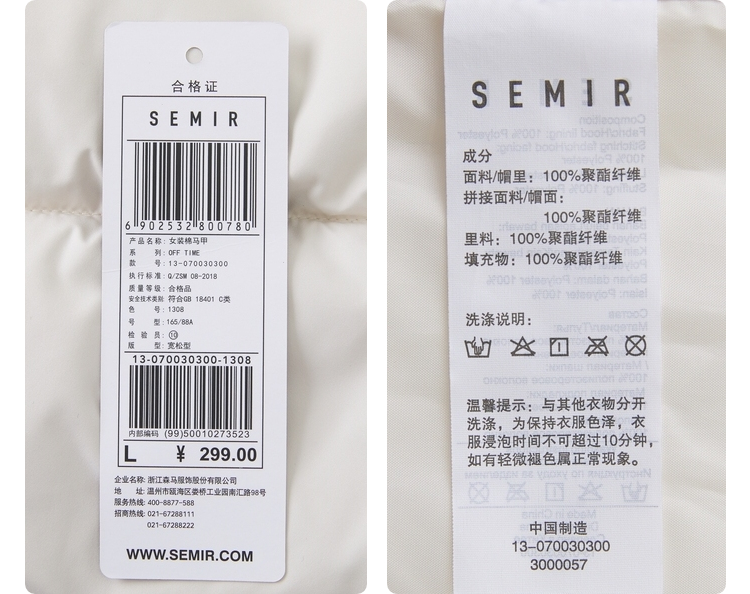 合格证
SEMIR
6 902532 800780
产品名称: 女装棉马甲
系 列: OFF TIME
款 号: 13-070030300
执行标准: Q/ZSM 08-2018
质量等级: 合格品
安全技术类别: 符合GB 18401 C类
色 号: 1308
号 型: 165/88A
检 验 员: ⑩
版 型: 宽松型
13-070030300-1308
内部编码 (99)50010273523
L ¥ 299.00
企业名称: 浙江森马服饰股份有限公司
地 址: 温州市瓯海区娄桥工业园南汇路98号
服务热线: 400-8877-588
招商热线: 021-67288111
021-67288222
WWW.SEMIR.COM
SEMIR
成分
面料/帽里: 100%聚酯纤维
拼接面料/帽面:
100%聚酯纤维
里料: 100%聚酯纤维
填充物: 100%聚酯纤维
洗涤说明:
温馨提示: 与其他衣物分开
洗涤, 为保持衣服色泽, 衣
服浸泡时间不可超过10分钟,
如有轻微褪色属正常现象。
中国制造
13-070030300
3000057